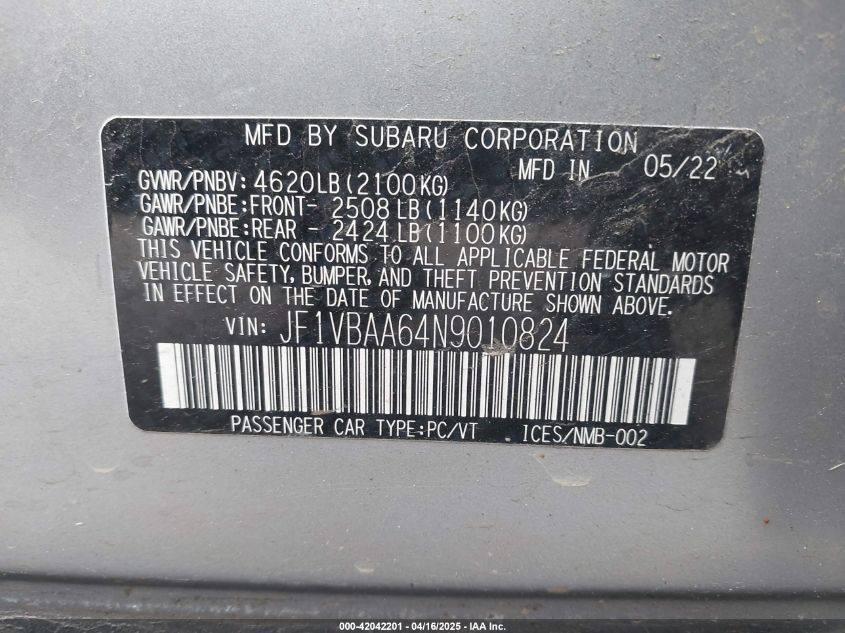 MFD BY SUBARU CORPORATION
MFD IN 05/22
GVWR/PNBV: 4620LB(2100KG)
GAWR/PNBE:FRONT- 2508LB(1140KG)
GAWR/PNBE:REAR - 2424LB(1100KG)
THIS VEHICLE CONFORMS TO ALL APPLICABLE FEDERAL MOTOR
VEHICLE SAFETY, BUMPER, AND THEFT PREVENTION STANDARDS
IN EFFECT ON THE DATE OF MANUFACTURE SHOWN ABOVE.
VIN: JF1VBAA64N9010824
PASSENGER CAR TYPE:PC/VT ICES/NMB-002
000-42042201 - 04/16/2025 - IAA Inc.